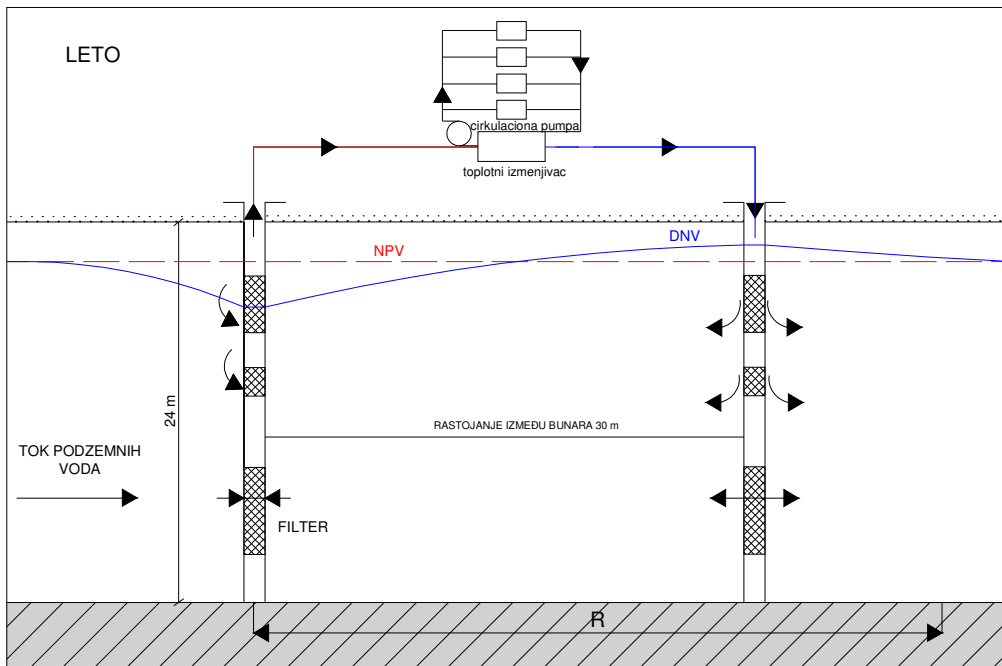 LETO
cirkulaciona pumpa
toplotni izmenjivac
NPV
DNV
24 m
RASTOJANJE IZMEĐU BUNARA 30 m
TOK PODZEMNIH
VODA
FILTER
R